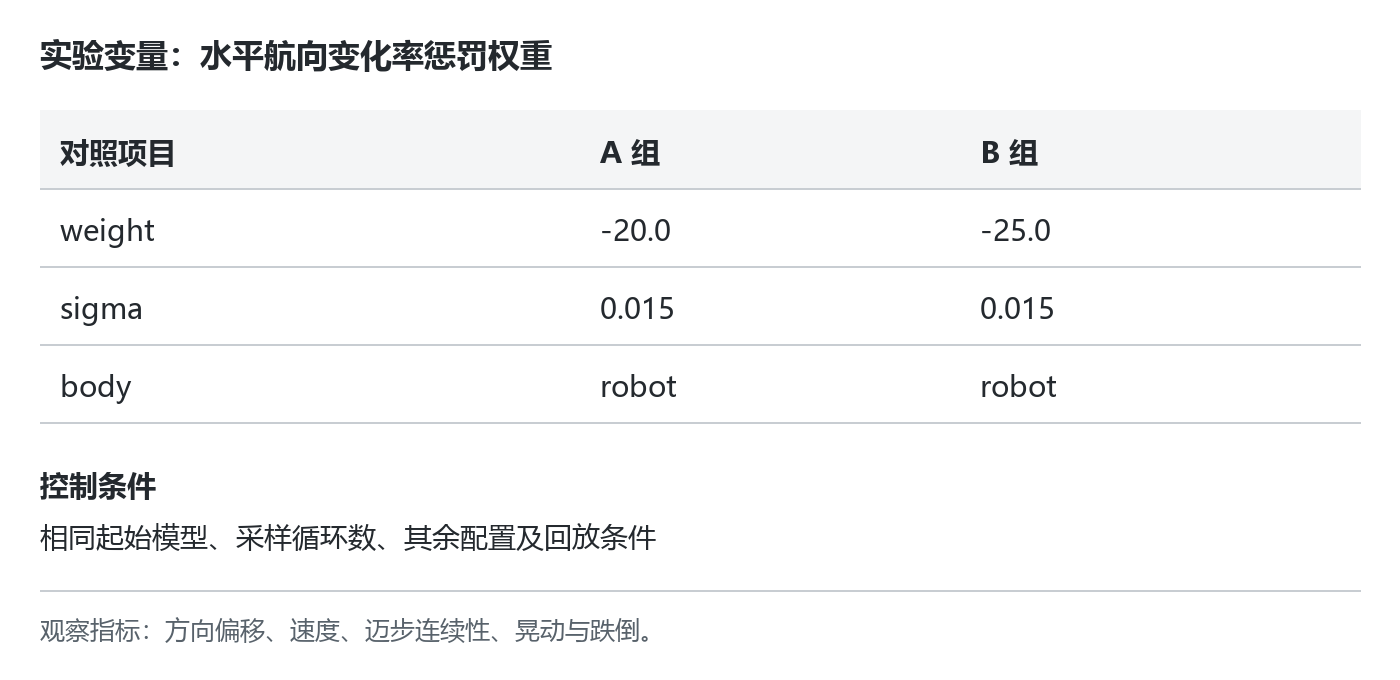 实验变量：水平航向变化率惩罚权重
对照项目 A 组 B 组
weight -20.0 -25.0
sigma 0.015 0.015
body robot robot
控制条件
相同起始模型、采样循环数、其余配置及回放条件
观察指标：方向偏移、速度、迈步连续性、晃动与跌倒。